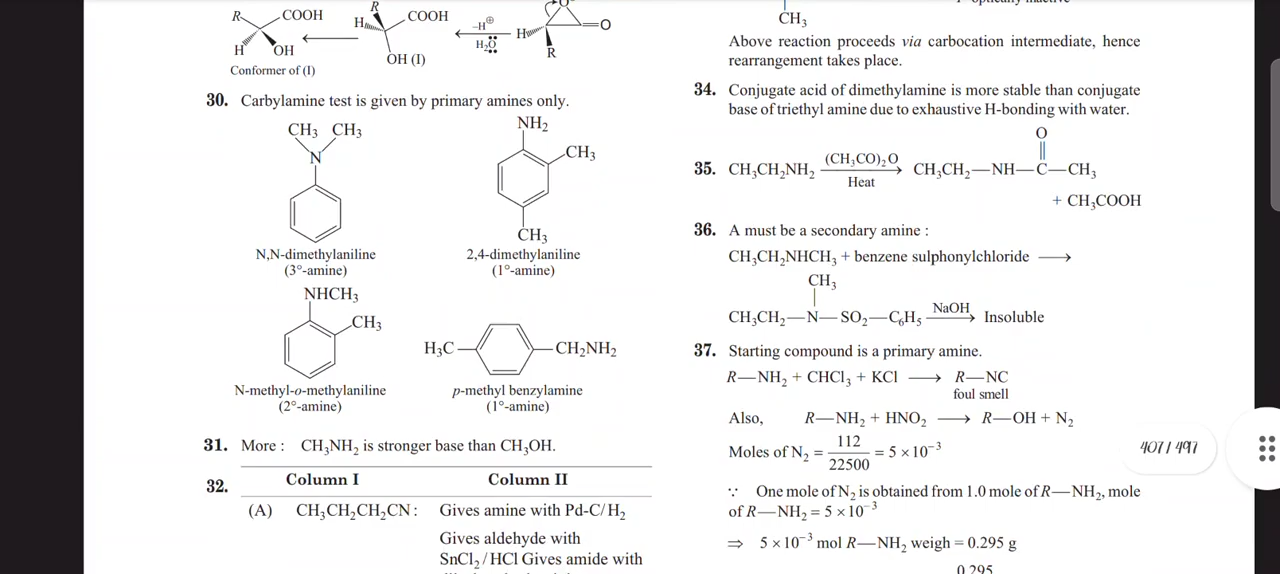 R COOH
H OH
Conformer of (I)
R COOH
H
OH (I)
–H⊕
H₂O
O
H
R
30. Carbylamine test is given by primary amines only.
CH₃ CH₃
N
N,N-dimethylaniline
(3°-amine)
NH₂
CH₃
CH₃
2,4-dimethylaniline
(1°-amine)
NHCH₃
CH₃
N-methyl-o-methylaniline
(2°-amine)
H₃C CH₂NH₂
p-methyl benzylamine
(1°-amine)
31. More : CH₃NH₂ is stronger base than CH₃OH.
32. Column I Column II
(A) CH₃CH₂CH₂CN : Gives amine with Pd-C/H₂
Gives aldehyde with
SnCl₂/HCl Gives amide with
CH₃
Above reaction proceeds via carbocation intermediate, hence
rearrangement takes place.
34. Conjugate acid of dimethylamine is more stable than conjugate
base of triethyl amine due to exhaustive H-bonding with water.
O
35. CH₃CH₂NH₂ (CH₃CO)₂O Heat → CH₃CH₂—NH—C—CH₃
+ CH₃COOH
36. A must be a secondary amine :
CH₃CH₂NHCH₃ + benzene sulphonylchloride ⟶
CH₃
CH₃CH₂—N—SO₂—C₆H₅ NaOH → Insoluble
37. Starting compound is a primary amine.
R—NH₂ + CHCl₃ + KCl ⟶ R—NC
foul smell
Also, R—NH₂ + HNO₂ ⟶ R—OH + N₂
Moles of N₂ = 112/22500 = 5 × 10⁻³
∵ One mole of N₂ is obtained from 1.0 mole of R—NH₂, mole
of R—NH₂ = 5 × 10⁻³
⇒ 5 × 10⁻³ mol R—NH₂ weigh = 0.295 g
0.295
407 / 497